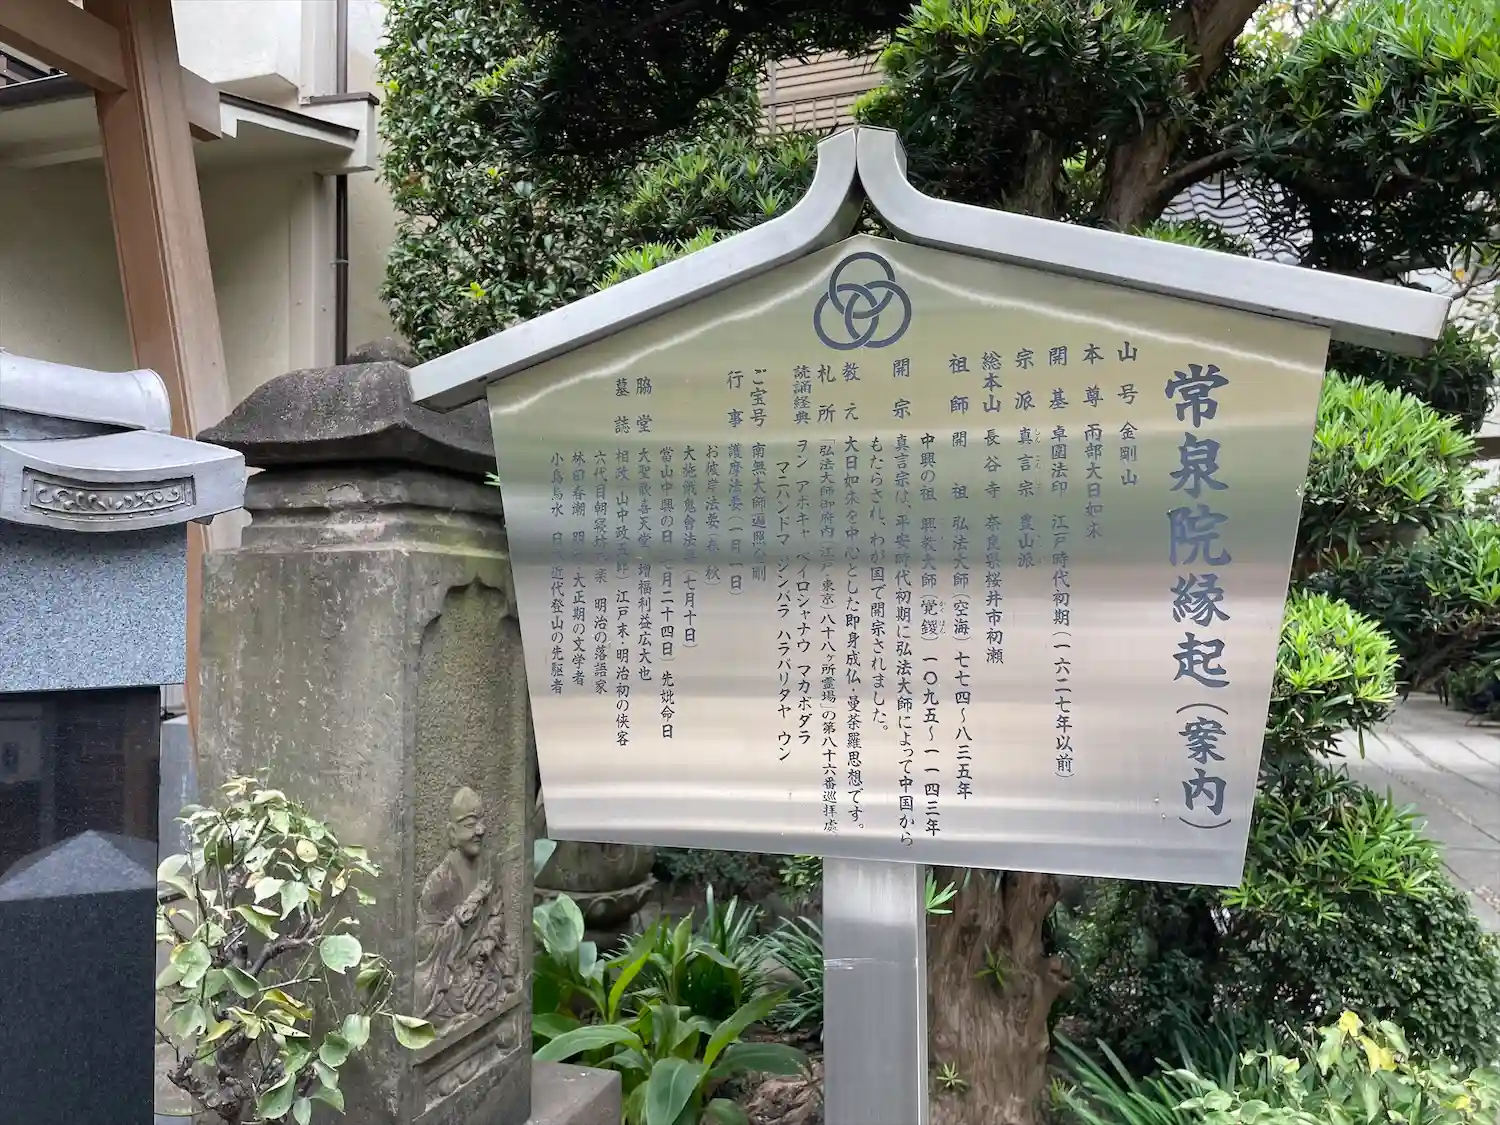 常泉院縁起（案内）
山号 金剛山
本尊 両部大日如来
開基 卓圜法印 江戸時代初期（一六二七年以前）
宗派 真言宗 豊山派
総本山 長谷寺 奈良県桜井市初瀬
祖師 開祖 弘法大師（空海）七七四〜八三五年
中興の祖 興教大師（覚鑁）一〇九五〜一一四三年
開宗 真言宗は、平安時代初期に弘法大師によって中国から
もたらされ、わが国で開宗されました。
教え 大日如来を中心とした即身成仏・曼荼羅思想です。
札所 「弘法大師御府内（江戸・東京）八十八ヶ所霊場」の第八十六番巡拝處
読誦経典 ヲン アボキャ ベイロシャナウ マカボダラ
マニハンドマ ジンバラ ハラバリタヤ ウン
ご宝号 南無大師遍照金剛
行事 護摩法要（一月一日）
お彼岸法要（春、秋）
大施餓鬼會法要（七月十日）
當山中興の日（七月二十四日）先妣命日
脇堂 大聖歓喜天堂 増福利益広大也
墓誌 相政（山中政五郎）江戸末・明治初の侠客
六代目朝寝坊むらく 明治の落語家
林田春潮 明治・大正期の文学者
小島烏水 日本近代登山の先駆者